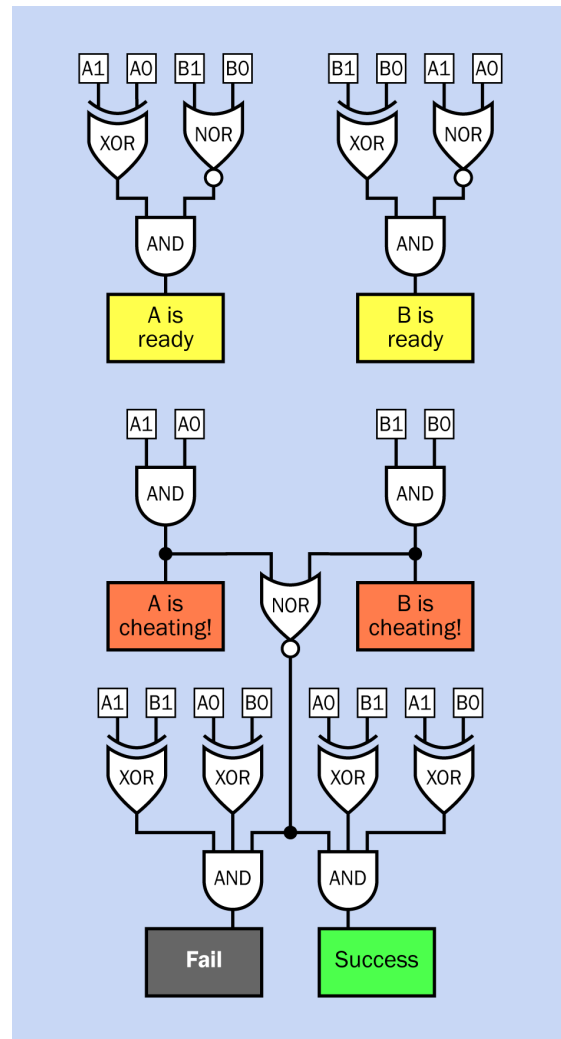 A1 A0 B1 B0 B1 B0 A1 A0
XOR NOR XOR NOR
AND AND
A is B is
ready ready
A1 A0 B1 B0
AND AND
NOR
A is B is
cheating! cheating!
A1 B1 A0 B0 A0 B1 A1 B0
XOR XOR XOR XOR
AND AND
Fail Success